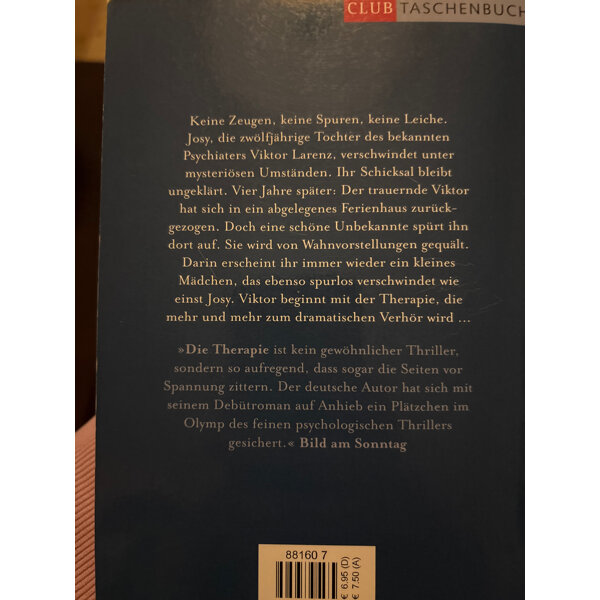 CLUB TASCHENBUCH
Keine Zeugen, keine Spuren, keine Leiche.
Josy, die zwölfjährige Tochter des bekannten
Psychiaters Viktor Larenz, verschwindet unter
mysteriösen Umständen. Ihr Schicksal bleibt
ungeklärt. Vier Jahre später: Der trauernde Viktor
hat sich in ein abgelegenes Ferienhaus zurück-
gezogen. Doch eine schöne Unbekannte spürt ihn
dort auf. Sie wird von Wahnvorstellungen gequält.
Darin erscheint ihr immer wieder ein kleines
Mädchen, das ebenso spurlos verschwindet wie
einst Josy. Viktor beginnt mit der Therapie, die
mehr und mehr zum dramatischen Verhör wird ...
»Die Therapie ist kein gewöhnlicher Thriller,
sondern so aufregend, dass sogar die Seiten vor
Spannung zittern. Der deutsche Autor hat sich mit
seinem Debütroman auf Anhieb ein Plätzchen im
Olymp des feinen psychologischen Thrillers
gesichert.« Bild am Sonntag
88160 7
€ 6.95 (D)
€ 7.50 (A)